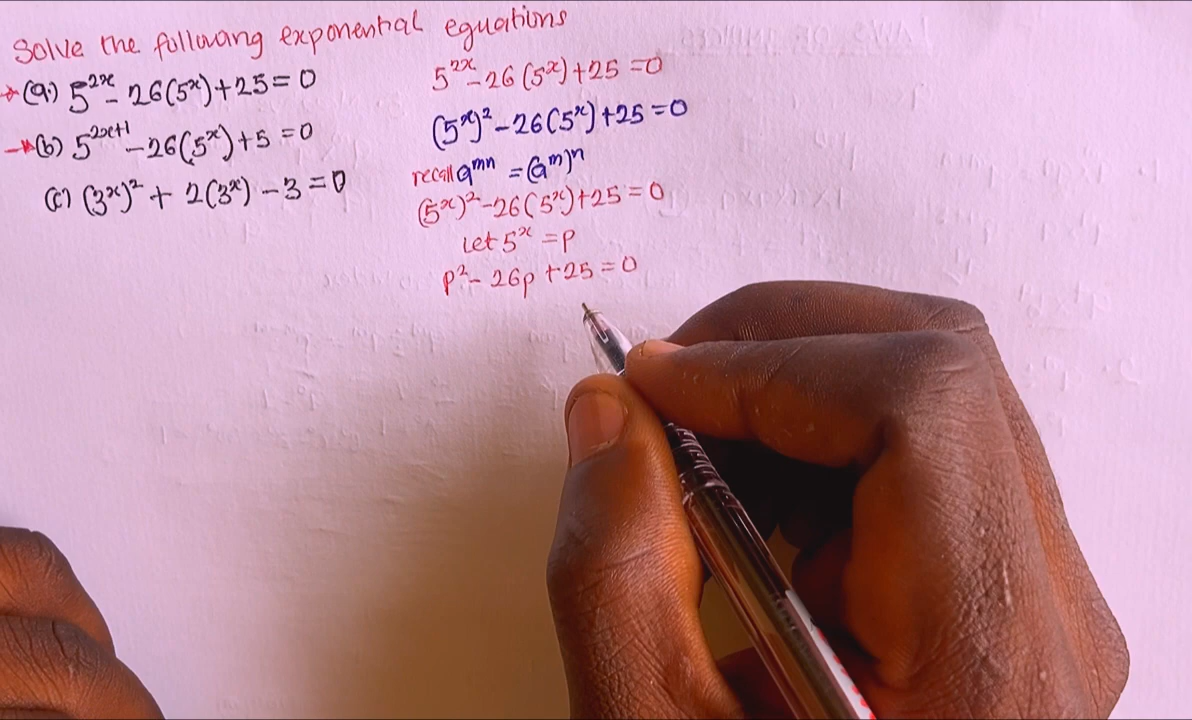 Solve the following exponential equations
(a.) 5^{2x} - 26(5^x) + 25 = 0
(b) 5^{2x+1} - 26(5^x) + 5 = 0
(c) (3^x)^2 + 2(3^x) - 3 = 0
5^{2x} - 26(5^x) + 25 = 0
(5^x)^2 - 26(5^x) + 25 = 0
recall a^{mn} = (a^m)^n
(5^x)^2 - 26(5^x) + 25 = 0
Let 5^x = p
p^2 - 26p + 25 = 0